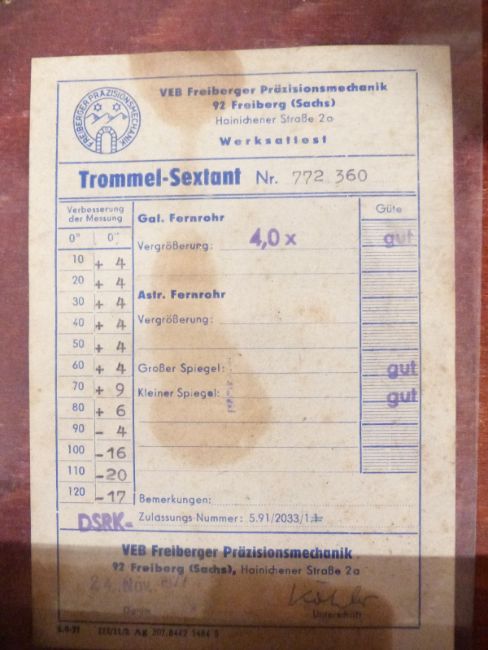 FREIBERGER PRÄZISIONSMECHANIK
VEB Freiberger Präzisionsmechanik
92 Freiberg (Sachs)
Hainichener Straße 2a
Werksattest
Trommel-Sextant Nr. 772 360
Verbesserung
der Messung
0° 0"
10 + 4
20 + 4
30 + 4
40 + 4
50 + 4
60 + 4
70 + 9
80 + 6
90 - 4
100 -16
110 -20
120 -17
Gal. Fernrohr
Vergrößerung: 4,0 x
Astr. Fernrohr
Vergrößerung:
Großer Spiegel:
Kleiner Spiegel:
Güte
gut
gut
gut
Bemerkungen:
DSRK- Zulassungs-Nummer: 5.91/2033/1.
VEB Freiberger Präzisionsmechanik
92 Freiberg (Sachs), Hainichener Straße 2a
24. Nov.
Datum
Köhler
Unterschrift